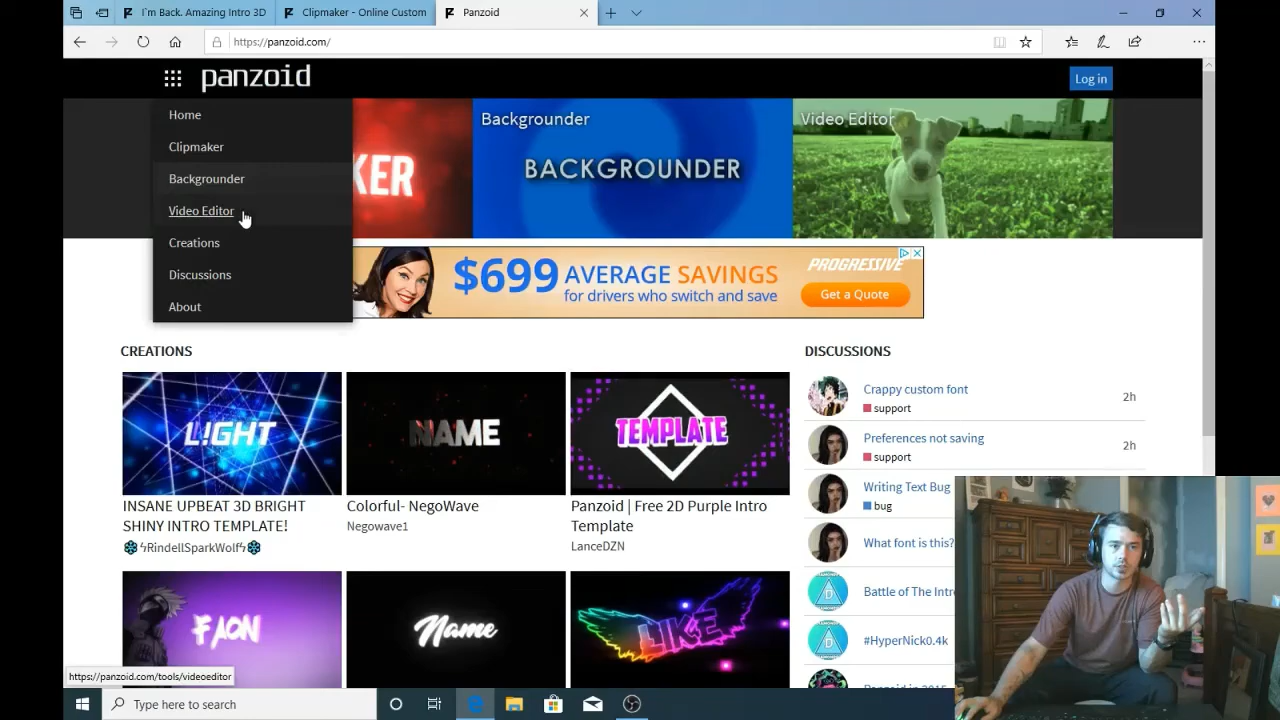 I'm Back. Amazing Intro 3D
Clipmaker - Online Custom
Panzoid
https://panzoid.com/
panzoid
Log in
Home
Clipmaker
Backgrounder
Video Editor
Creations
Discussions
About
KER
Backgrounder
BACKGROUNDER
Video Editor
$699 AVERAGE SAVINGS
for drivers who switch and save
PROGRESSIVE
Get a Quote
CREATIONS
L!GHT
INSANE UPBEAT 3D BRIGHT
SHINY INTRO TEMPLATE!
ϟRindellSparkWolfϟ
NAME
Colorful- NegoWave
Negowave1
TEMPLATE
Panzoid | Free 2D Purple Intro
Template
LanceDZN
Name
DISCUSSIONS
Crappy custom font
support
2h
Preferences not saving
support
2h
Writing Text Bug
bug
What font is this?
Battle of The Intr
#HyperNick0.4k
Panzoid in 2015
https://panzoid.com/tools/videoeditor
Type here to search